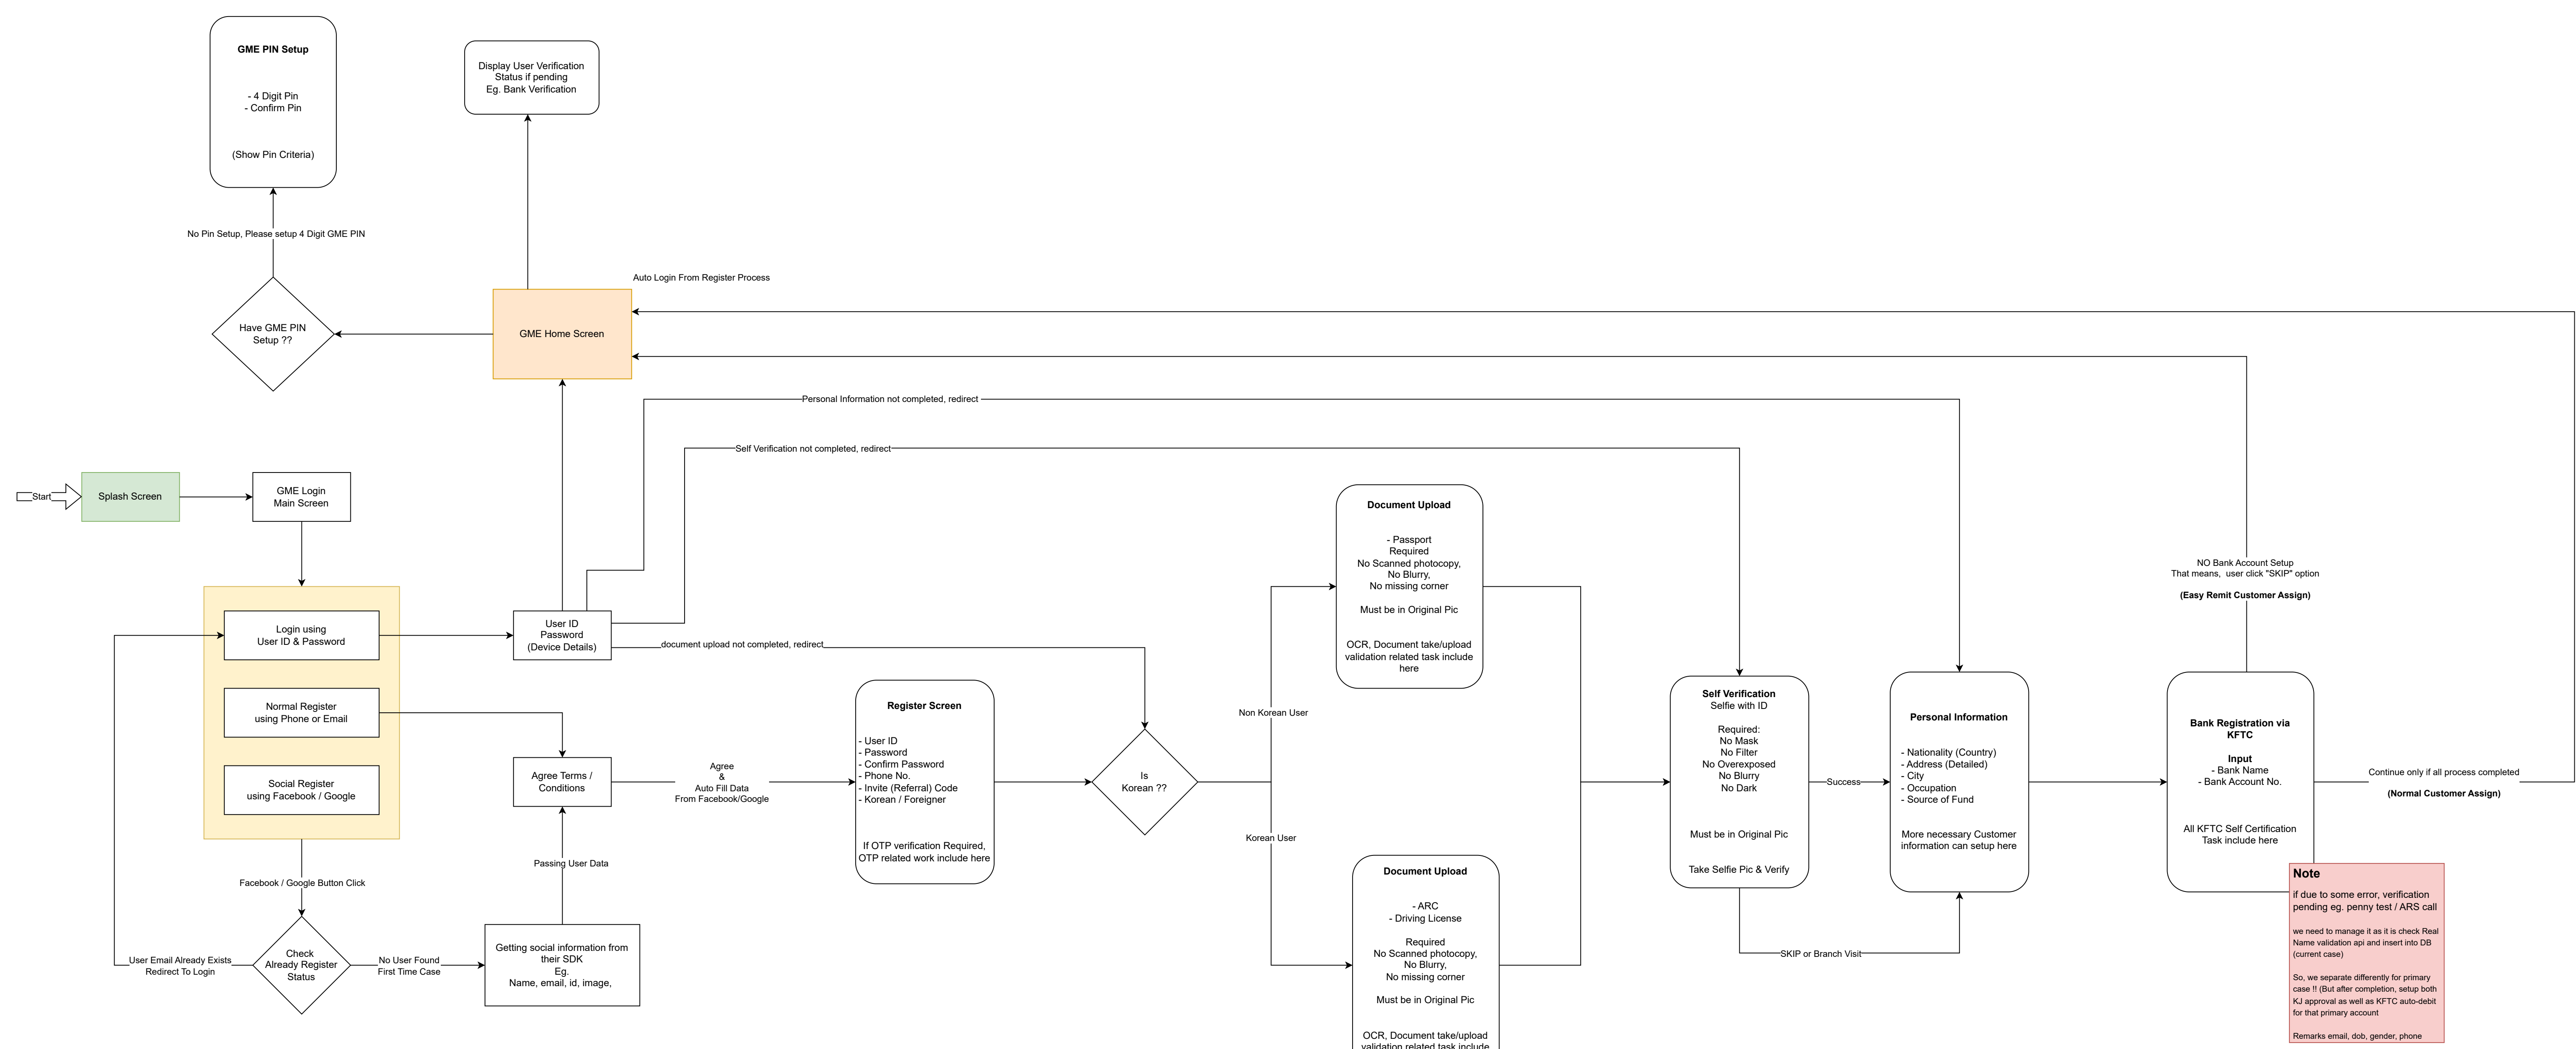 GME PIN Setup
- 4 Digit Pin
- Confirm Pin
(Show Pin Criteria)
Display User Verification
Status if pending
Eg. Bank Verification
No Pin Setup, Please setup 4 Digit GME PIN
Have GME PIN
Setup ??
GME Home Screen
Auto Login From Register Process
Personal Information not completed, redirect
Self Verification not completed, redirect
Start
Splash Screen
GME Login
Main Screen
Login using
User ID & Password
Normal Register
using Phone or Email
Social Register
using Facebook / Google
User ID
Password
(Device Details)
document upload not completed, redirect
Agree Terms /
Conditions
Agree
&
Auto Fill Data
From Facebook/Google
Passing User Data
Facebook / Google Button Click
Check
Already Register
Status
User Email Already Exists
Redirect To Login
No User Found
First Time Case
Getting social information from
their SDK
Eg.
Name, email, id, image,
Register Screen
- User ID
- Password
- Confirm Password
- Phone No.
- Invite (Referral) Code
- Korean / Foreigner
If OTP verification Required,
OTP related work include here
Is
Korean ??
Non Korean User
Korean User
Document Upload
- Passport
Required
No Scanned photocopy,
No Blurry,
No missing corner
Must be in Original Pic
OCR, Document take/upload
validation related task include
here
Document Upload
- ARC
- Driving License
Required
No Scanned photocopy,
No Blurry,
No missing corner
Must be in Original Pic
OCR, Document take/upload
validation related task include
Self Verification
Selfie with ID
Required:
No Mask
No Filter
No Overexposed
No Blurry
No Dark
Must be in Original Pic
Take Selfie Pic & Verify
Success
SKIP or Branch Visit
Personal Information
- Nationality (Country)
- Address (Detailed)
- City
- Occupation
- Source of Fund
More necessary Customer
information can setup here
NO Bank Account Setup
That means, user click "SKIP" option
(Easy Remit Customer Assign)
Bank Registration via
KFTC
Input
- Bank Name
- Bank Account No.
All KFTC Self Certification
Task include here
Continue only if all process completed
(Normal Customer Assign)
Note
if due to some error, verification
pending eg. penny test / ARS call
we need to manage it as it is check Real
Name validation api and insert into DB
(current case)
So, we separate differently for primary
case !! (But after completion, setup both
KJ approval as well as KFTC auto-debit
for that primary account
Remarks email, dob, gender, phone